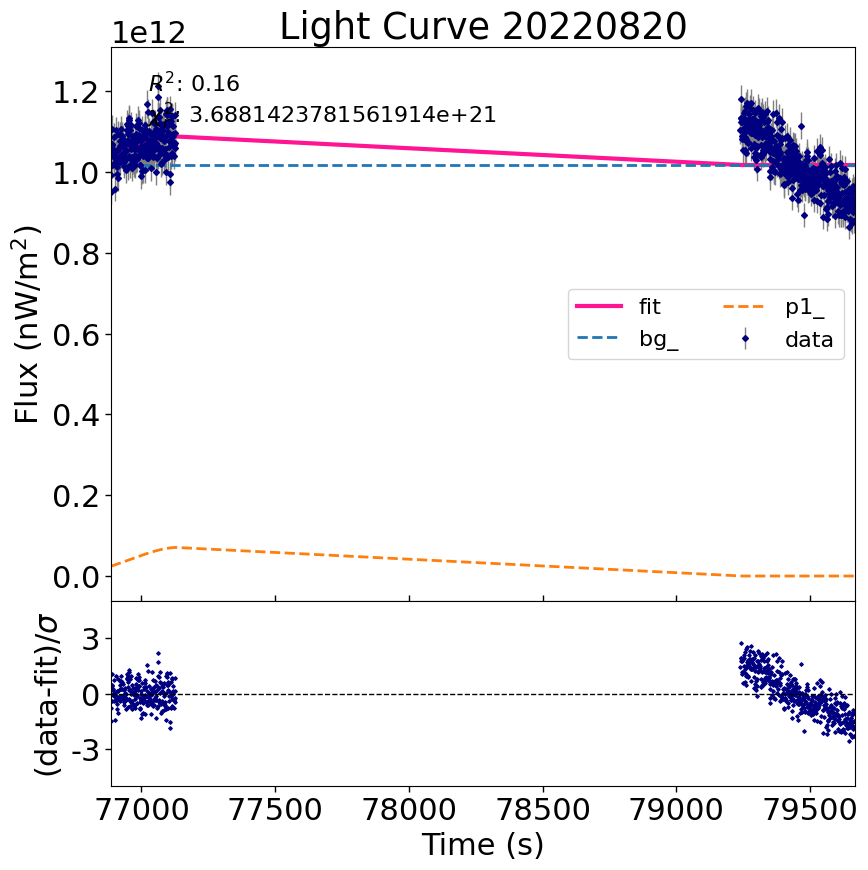 Light Curve 20220820
1e12
R²: 0.16
: 3.6881423781561914e+21
1.2
1.0
0.8
0.6
0.4
0.2
0.0
Flux (nW/m²)
fit
p1_
bg_
data
3
0
-3
(data-fit)/σ
77000 77500 78000 78500 79000 79500
Time (s)